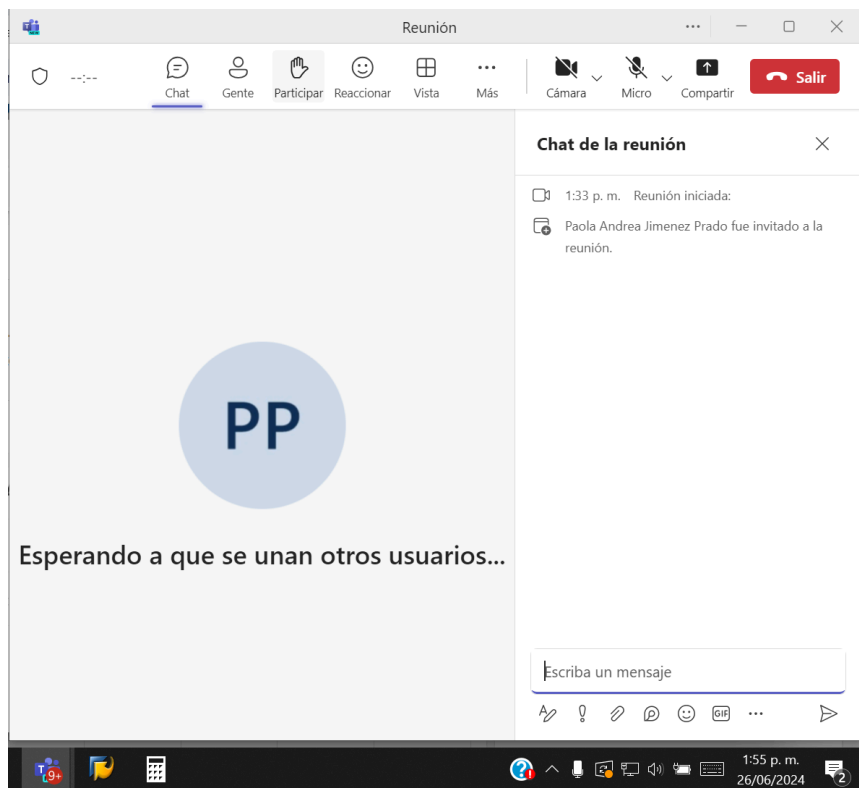 Reunión
--:--
Chat
Gente
Participar
Reaccionar
Vista
Más
Cámara
Micro
Compartir
Salir
Chat de la reunión
1:33 p. m. Reunión iniciada:
Paola Andrea Jimenez Prado fue invitado a la
reunión.
PP
Esperando a que se unan otros usuarios...
Escriba un mensaje
GIF
9+
1:55 p. m.
26/06/2024
2